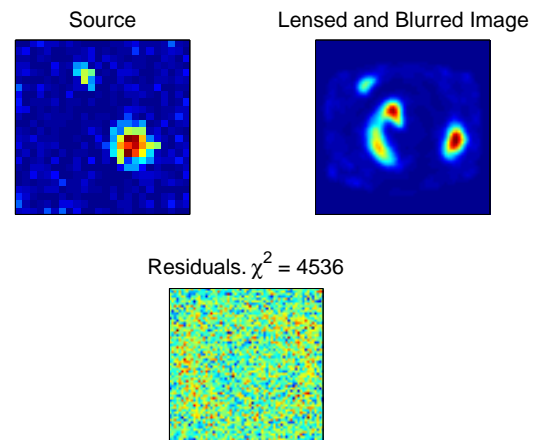 Source
Lensed and Blurred Image
Residuals. χ² = 4536